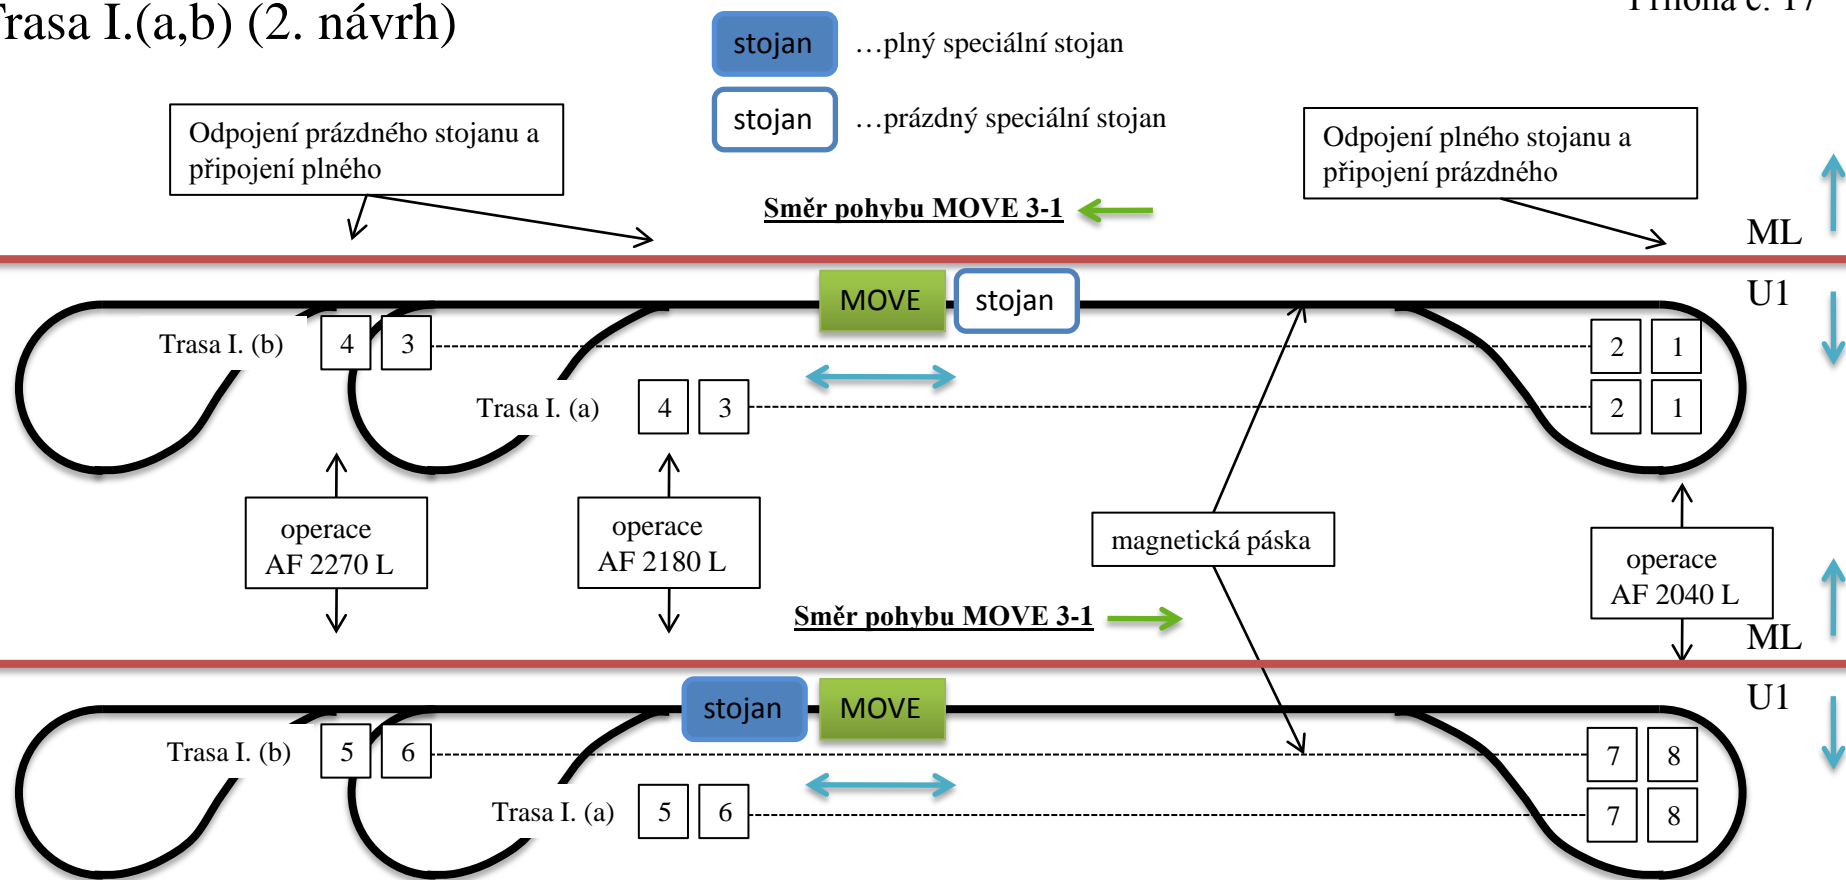 Trasa I.(a,b) (2. návrh)
Příloha č. 17
stojan …plný speciální stojan
stojan …prázdný speciální stojan
Odpojení prázdného stojanu a
připojení plného
Odpojení plného stojanu a
připojení prázdného
Směr pohybu MOVE 3-1
ML
U1
MOVE stojan
Trasa I. (b) 4 3 2 1
Trasa I. (a) 4 3 2 1
operace
AF 2270 L
operace
AF 2180 L
magnetická páska
operace
AF 2040 L
Směr pohybu MOVE 3-1
ML
U1
stojan MOVE
Trasa I. (b) 5 6 7 8
Trasa I. (a) 5 6 7 8